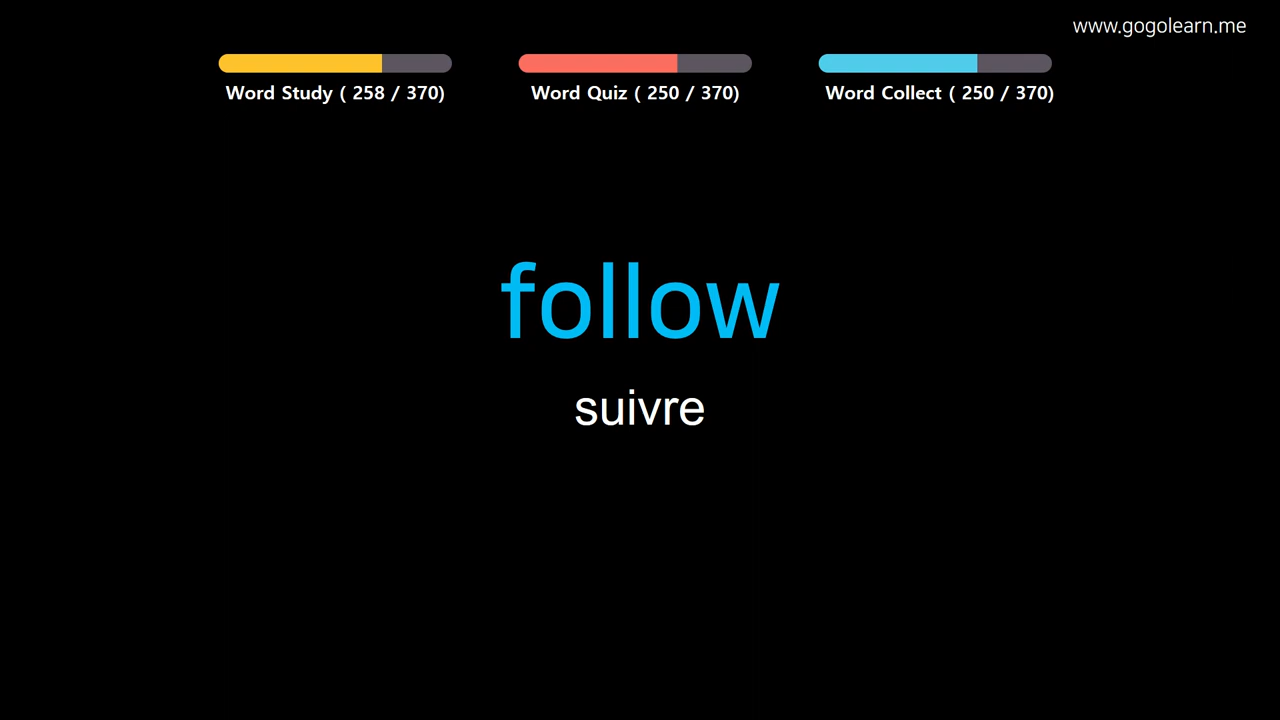 www.gogolearn.me
Word Study ( 258 / 370)
Word Quiz ( 250 / 370)
Word Collect ( 250 / 370)
follow
suivre